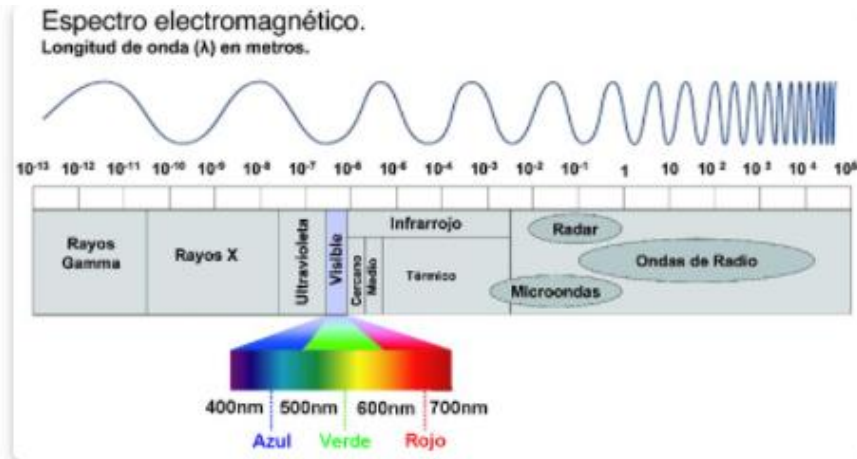 Espectro electromagnético.
Longitud de onda (λ) en metros.
10⁻¹³ 10⁻¹² 10⁻¹¹ 10⁻¹⁰ 10⁻⁹ 10⁻⁸ 10⁻⁷ 10⁻⁶ 10⁻⁵ 10⁻⁴ 10⁻³ 10⁻² 10⁻¹ 1 10 10² 10³ 10⁴
Rayos Gamma
Rayos X
Ultravioleta
Visible
Infrarrojo
Cercano
Medio
Térmico
Radar
Microondas
Ondas de Radio
400nm 500nm 600nm 700nm
Azul Verde Rojo